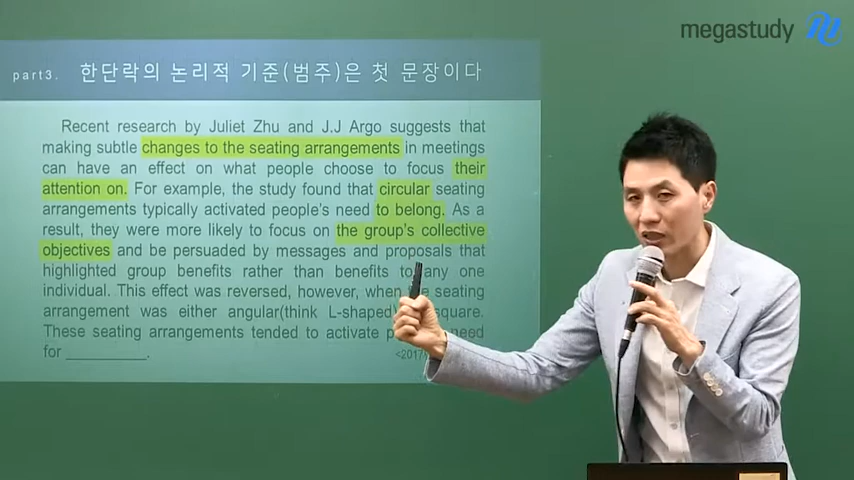 megastudy
part3. 한단락의 논리적 기준(범주)은 첫 문장이다
Recent research by Juliet Zhu and J.J Argo suggests that
making subtle changes to the seating arrangements in meetings
can have an effect on what people choose to focus their
attention on. For example, the study found that circular seating
arrangements typically activated people's need to belong. As a
result, they were more likely to focus on the group's collective
objectives and be persuaded by messages and proposals that
highlighted group benefits rather than benefits to any one
individual. This effect was reversed, however, when seating
arrangement was either angular(think L-shaped) square.
These seating arrangements tended to activate need
for ____________.